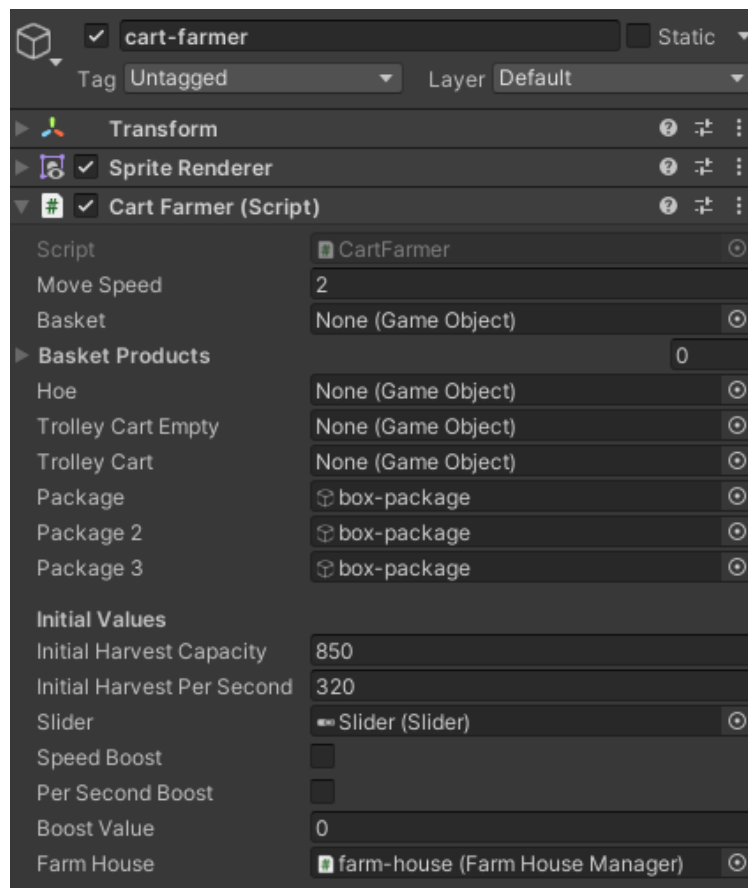 cart-farmer Static
Tag Untagged Layer Default
Transform
Sprite Renderer
# Cart Farmer (Script)
Script # CartFarmer
Move Speed 2
Basket None (Game Object)
Basket Products 0
Hoe None (Game Object)
Trolley Cart Empty None (Game Object)
Trolley Cart None (Game Object)
Package box-package
Package 2 box-package
Package 3 box-package
Initial Values
Initial Harvest Capacity 850
Initial Harvest Per Second 320
Slider Slider (Slider)
Speed Boost
Per Second Boost
Boost Value 0
Farm House # farm-house (Farm House Manager)